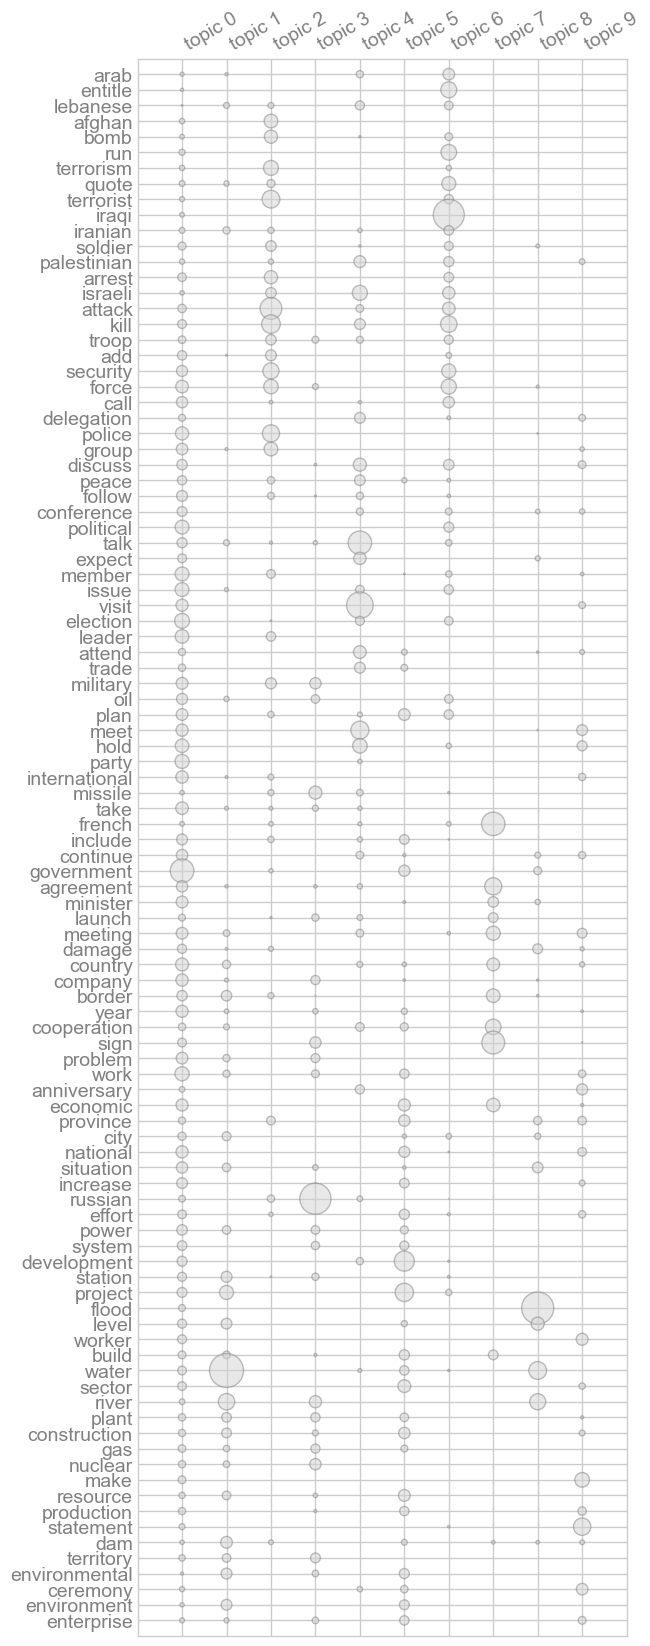 topic 0 topic 1 topic 2 topic 3 topic 4 topic 5 topic 6 topic 7 topic 8 topic 9
arab
entitle
lebanese
afghan
bomb
run
terrorism
quote
terrorist
iraqi
iranian
soldier
palestinian
arrest
israeli
attack
kill
troop
add
security
force
call
delegation
police
group
discuss
peace
follow
conference
political
talk
expect
member
issue
visit
election
leader
attend
trade
military
oil
plan
meet
hold
party
international
missile
take
french
include
continue
government
agreement
minister
launch
meeting
damage
country
company
border
year
cooperation
sign
problem
work
anniversary
economic
province
city
national
situation
increase
russian
effort
power
system
development
station
project
flood
level
worker
build
water
sector
river
plant
construction
gas
nuclear
make
resource
production
statement
dam
territory
environmental
ceremony
environment
enterprise